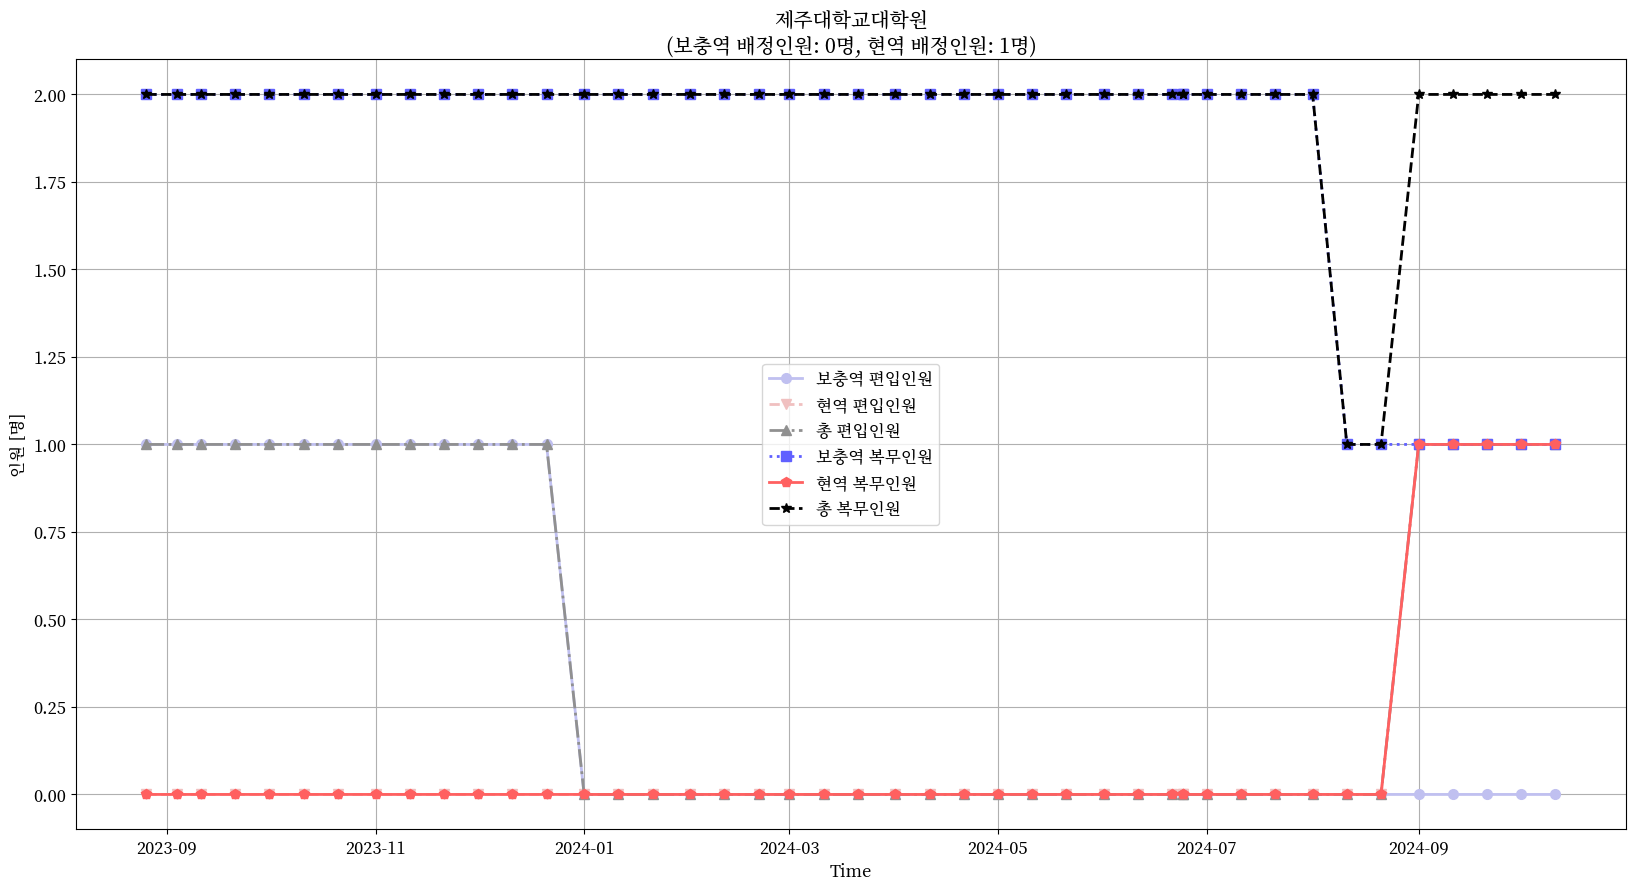 제주대학교대학원
(보충역 배정인원: 0명, 현역 배정인원: 1명)
인원 [명]
2.00
1.75
1.50
1.25
1.00
0.75
0.50
0.25
0.00
보충역 편입인원
현역 편입인원
총 편입인원
보충역 복무인원
현역 복무인원
총 복무인원
2023-09 2023-11 2024-01 2024-03 2024-05 2024-07 2024-09
Time